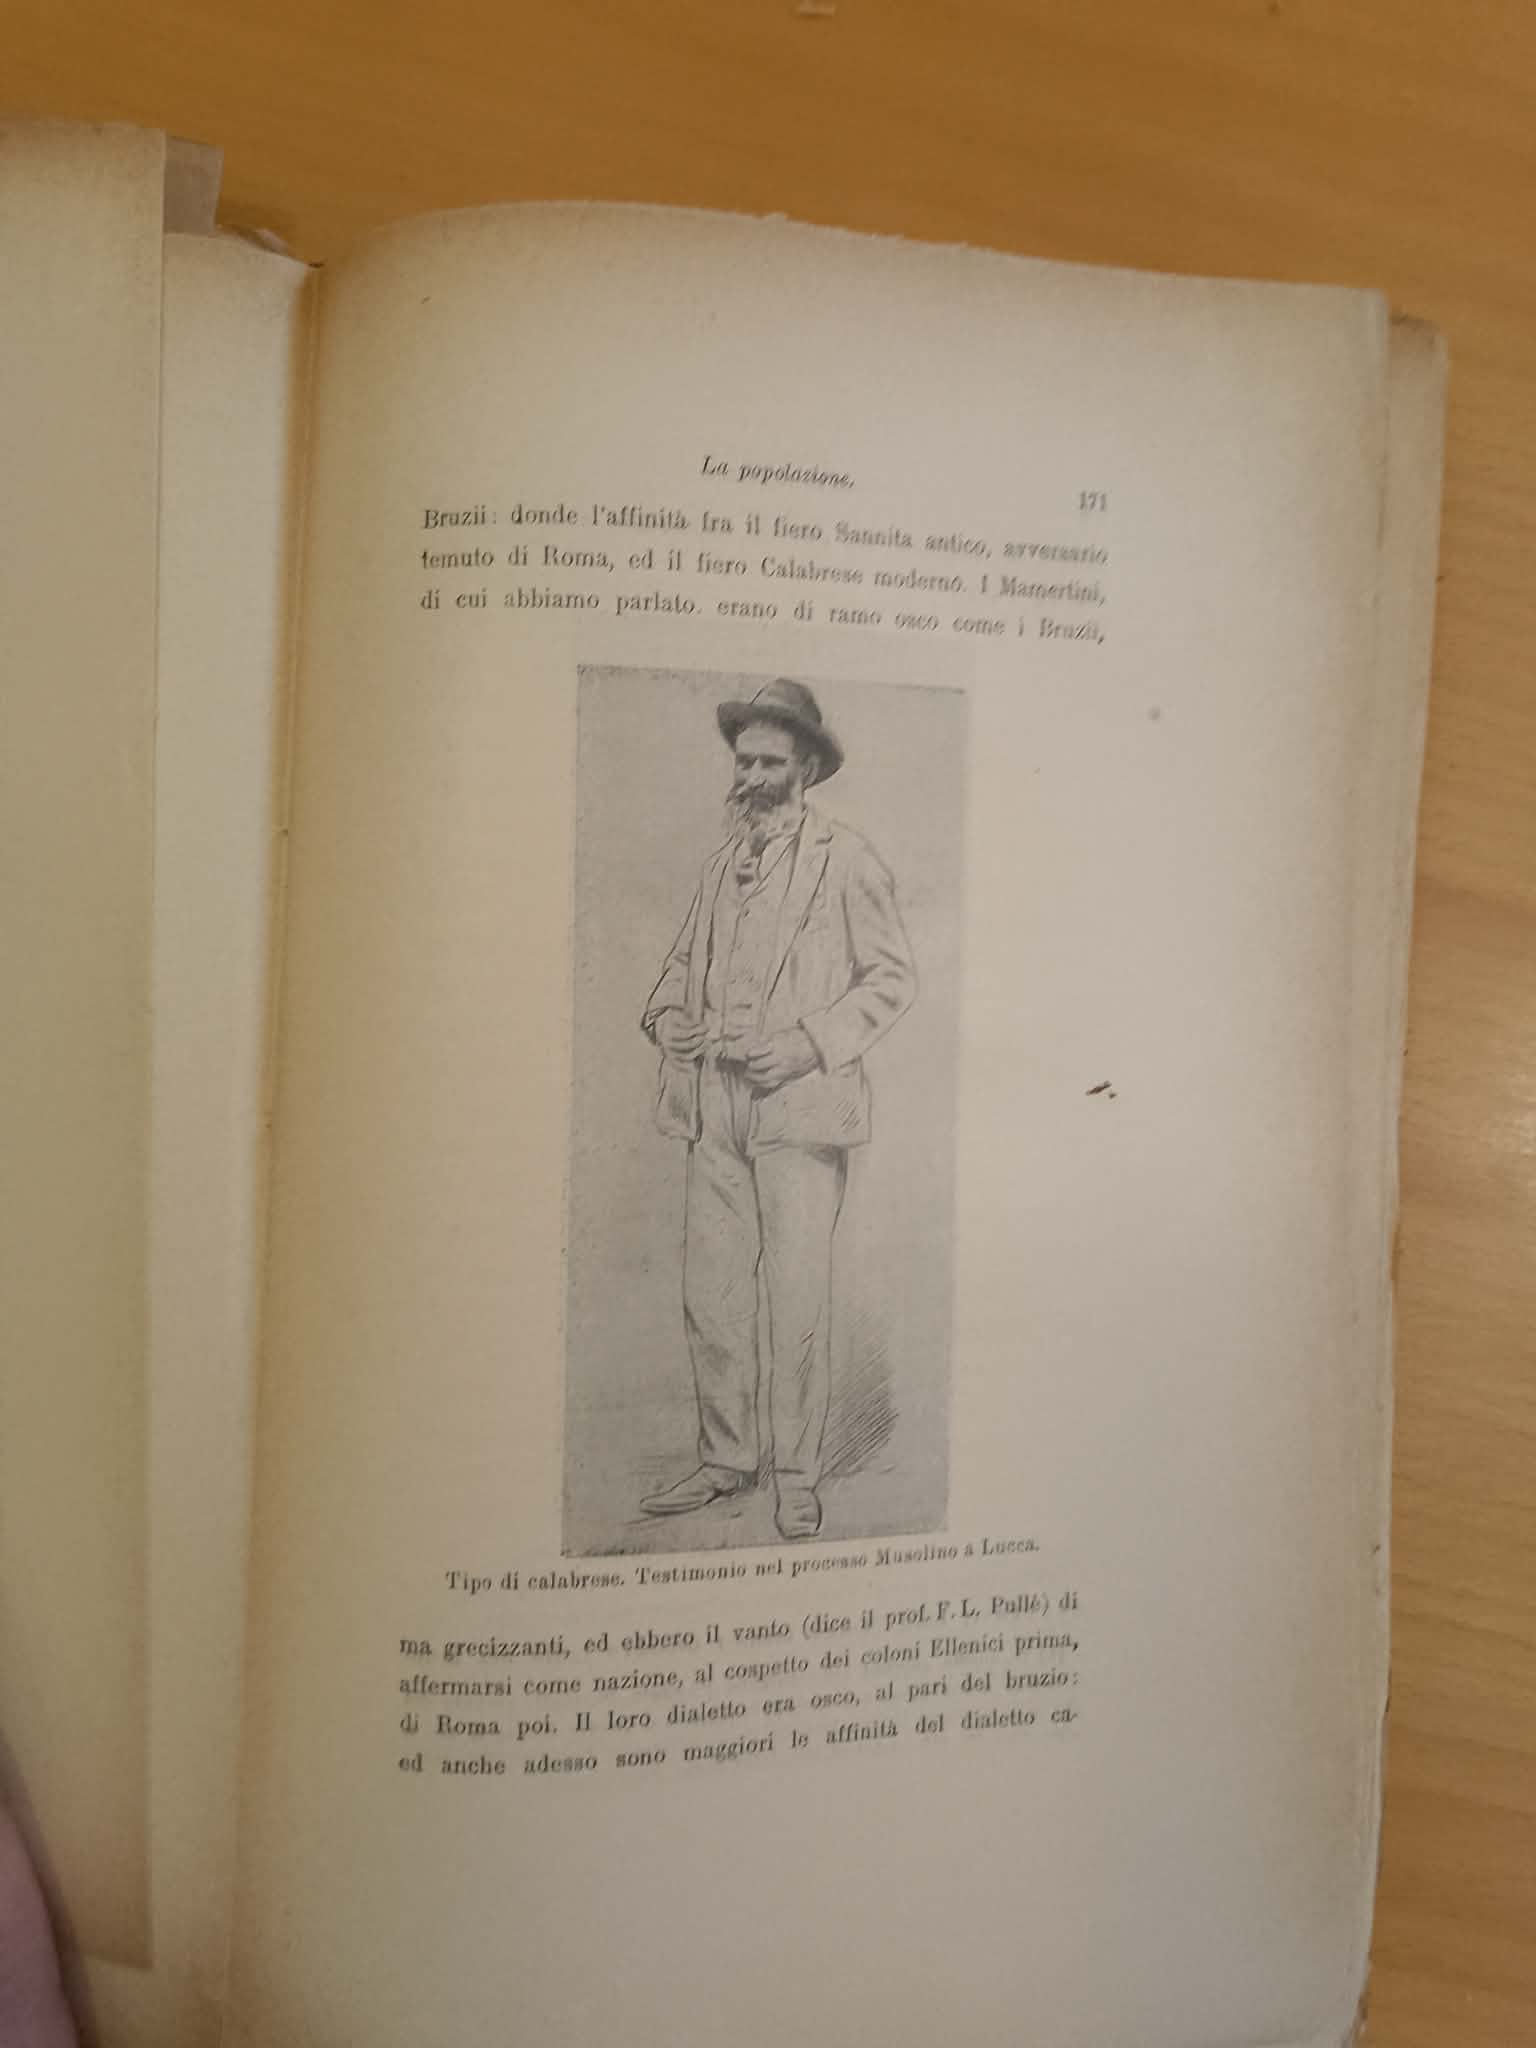 La popolazione.
171
Bruzii: donde l'affinità fra il fiero Sannita antico, avversario
temuto di Roma, ed il fiero Calabrese moderno. I Mamertini,
di cui abbiamo parlato. erano di ramo osco come i Bruzii,
Tipo di calabrese. Testimonio nel processo Musolino a Lucca.
ma grecizzanti, ed ebbero il vanto (dice il prof. F. L. Pullé) di
affermarsi come nazione, al cospetto dei coloni Ellenici prima,
di Roma poi. Il loro dialetto era osco, al pari del bruzio:
ed anche adesso sono maggiori le affinità del dialetto ca-